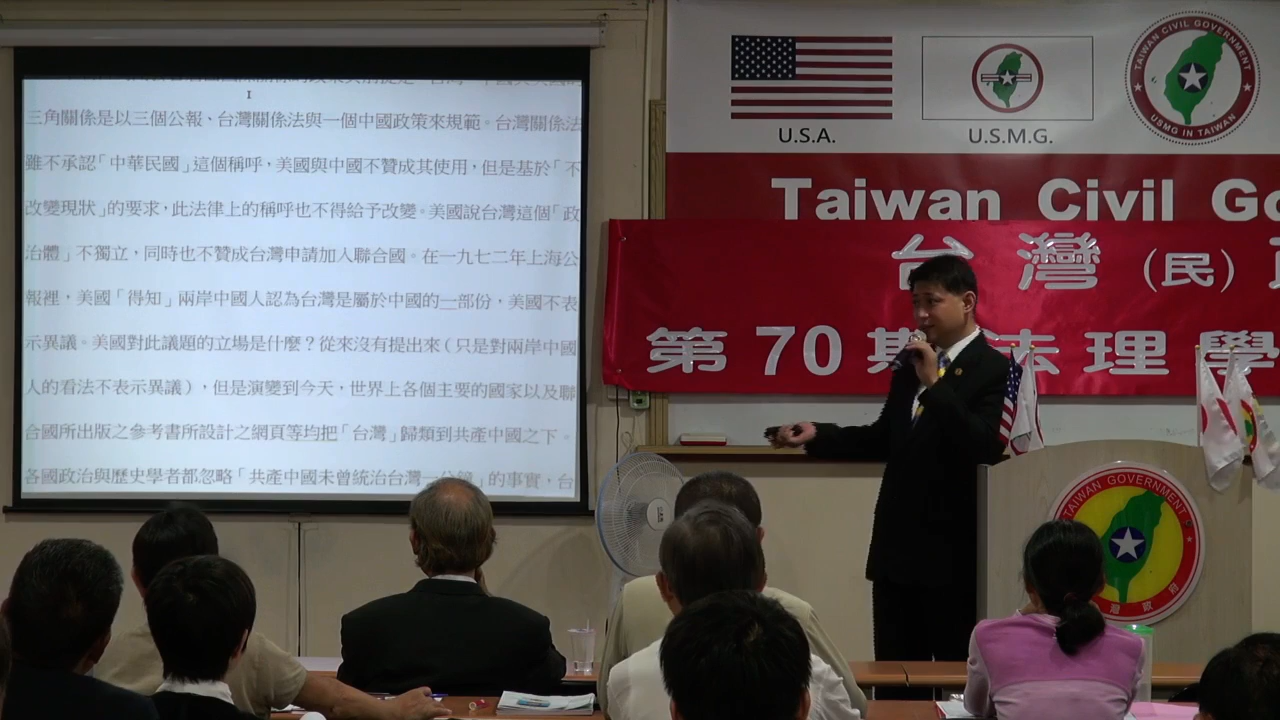 三角關係是以三個公報、台灣關係法與一個中國政策來規範。台灣關係法
雖不承認「中華民國」這個稱呼，美國與中國不贊成其使用，但是基於「不
改變現狀」的要求，此法律上的稱呼也不得給予改變。美國說台灣這個「政
治體」不獨立，同時也不贊成台灣申請加入聯合國。在一九七二年上海公
報裡，美國「得知」兩岸中國人認為台灣是屬於中國的一部份，美國不表
示異議。美國對此議題的立場是什麼？從來沒有提出來（只是對兩岸中國
人的看法不表示異議），但是演變到今天，世界上各個主要的國家以及聯
合國所出版之參考書所設計之網頁等均把「台灣」歸類到共產中國之下。
各國政治與歷史學者都忽略「共產中國未曾統治台灣一分鐘」的事實，台
U.S.A.
U.S.M.G.
TAIWAN CIVIL GOVERNMENT
USMG IN TAIWAN
Taiwan Civil Go
台灣（民）
第70期法理學
TAIWAN GOVERNMENT
灣政府